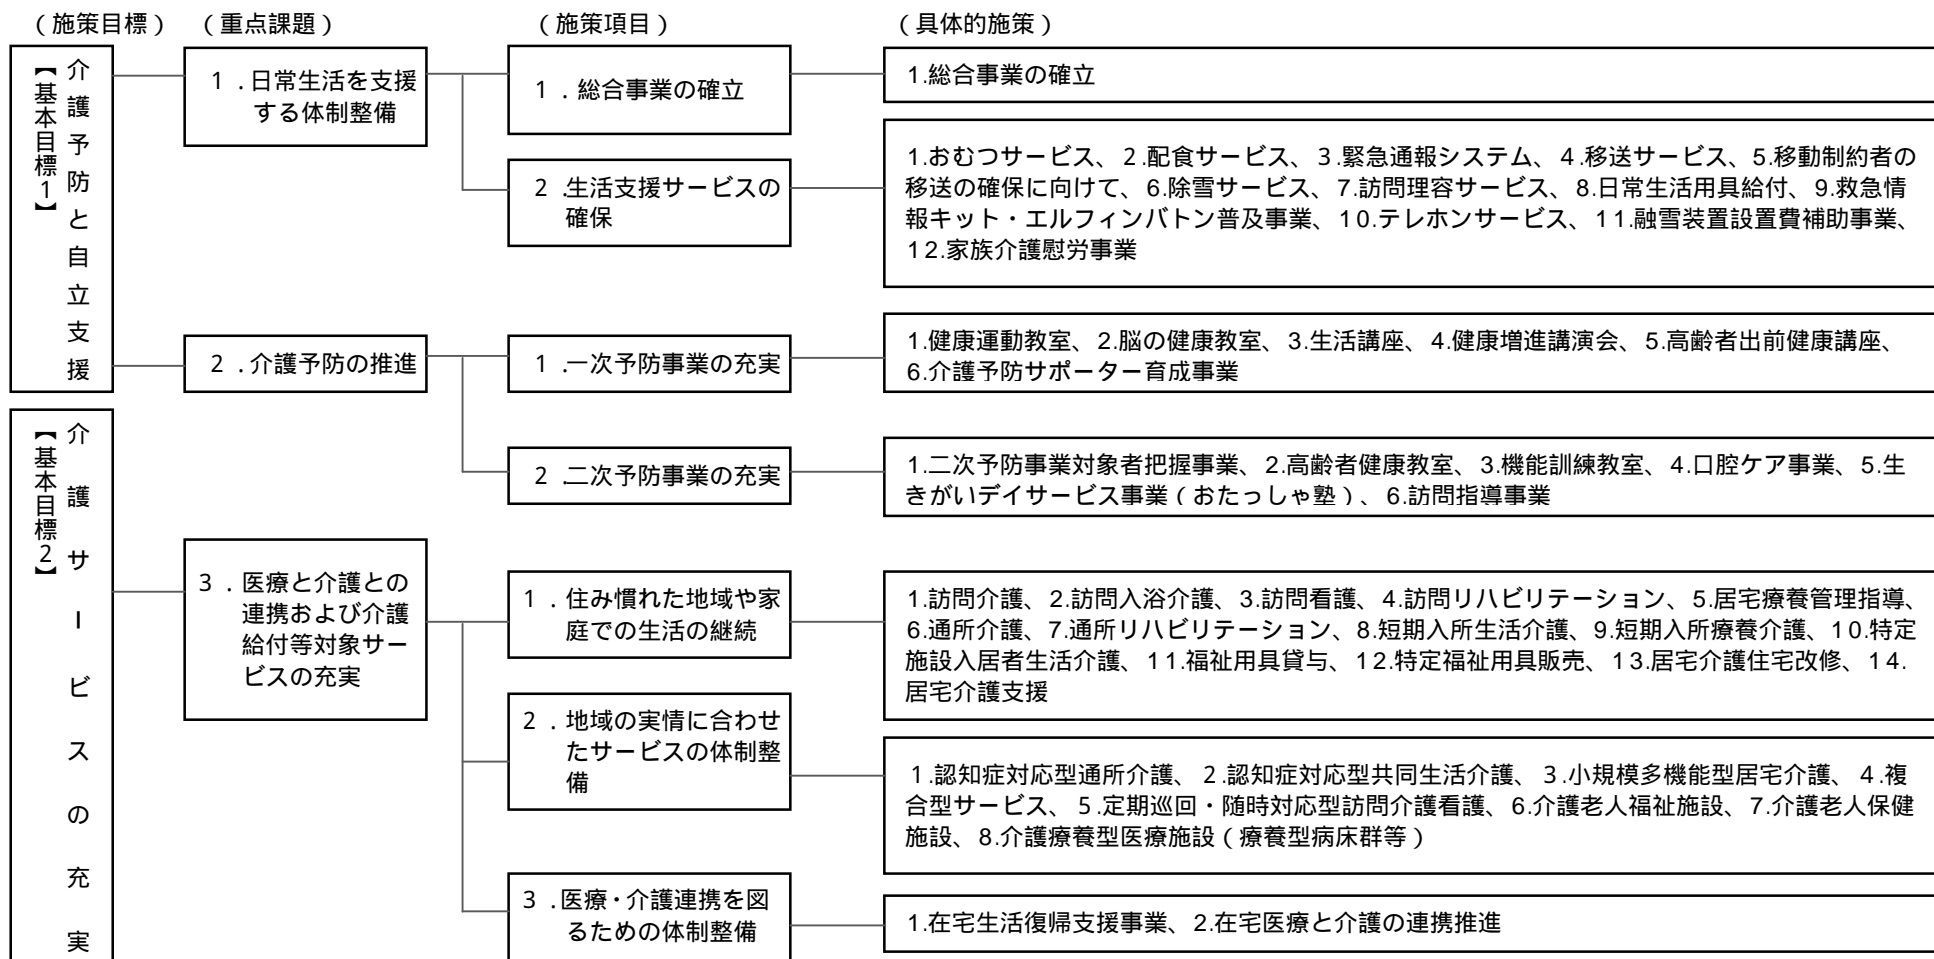 (施策目標) (重点課題) (施策項目) (具体的施策)
【基本目標1】
介護予防と自立支援
1.日常生活を支援
する体制整備
1.総合事業の確立
1.総合事業の確立
2.生活支援サービスの
確保
1.おむつサービス、2.配食サービス、3.緊急通報システム、4.移送サービス、5.移動制約者の
移送の確保に向けて、6.除雪サービス、7.訪問理容サービス、8.日常生活用具給付、9.救急情
報キット・エルフィンバトン普及事業、10.テレホンサービス、11.融雪装置設置費補助事業、
12.家族介護慰労事業
2.介護予防の推進
1.一次予防事業の充実
1.健康運動教室、2.脳の健康教室、3.生活講座、4.健康増進講演会、5.高齢者出前健康講座、
6.介護予防サポーター育成事業
2.二次予防事業の充実
1.二次予防事業対象者把握事業、2.高齢者健康教室、3.機能訓練教室、4.口腔ケア事業、5.生
きがいデイサービス事業(おたっしゃ塾)、6.訪問指導事業
【基本目標2】
介護サービスの充実
3.医療と介護との
連携および介護
給付等対象サー
ビスの充実
1.住み慣れた地域や家
庭での生活の継続
1.訪問介護、2.訪問入浴介護、3.訪問看護、4.訪問リハビリテーション、5.居宅療養管理指導、
6.通所介護、7.通所リハビリテーション、8.短期入所生活介護、9.短期入所療養介護、10.特定
施設入居者生活介護、11.福祉用具貸与、12.特定福祉用具販売、13.居宅介護住宅改修、14.
居宅介護支援
2.地域の実情に合わせ
たサービスの体制整
備
1.認知症対応型通所介護、2.認知症対応型共同生活介護、3.小規模多機能型居宅介護、4.複
合型サービス、5.定期巡回・随時対応型訪問介護看護、6.介護老人福祉施設、7.介護老人保健
施設、8.介護療養型医療施設(療養型病床群等)
3.医療・介護連携を図
るための体制整備
1.在宅生活復帰支援事業、2.在宅医療と介護の連携推進